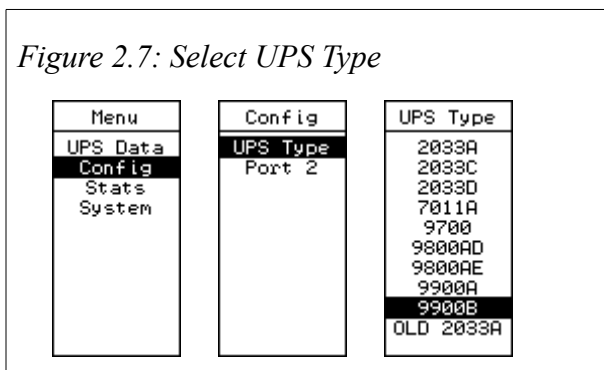 Figure 2.7: Select UPS Type
Menu
UPS Data
Config
Stats
System
Config
UPS Type
Port 2
UPS Type
2033A
2033C
2033D
7011A
9700
9800AD
9800AE
9900A
9900B
OLD 2033A